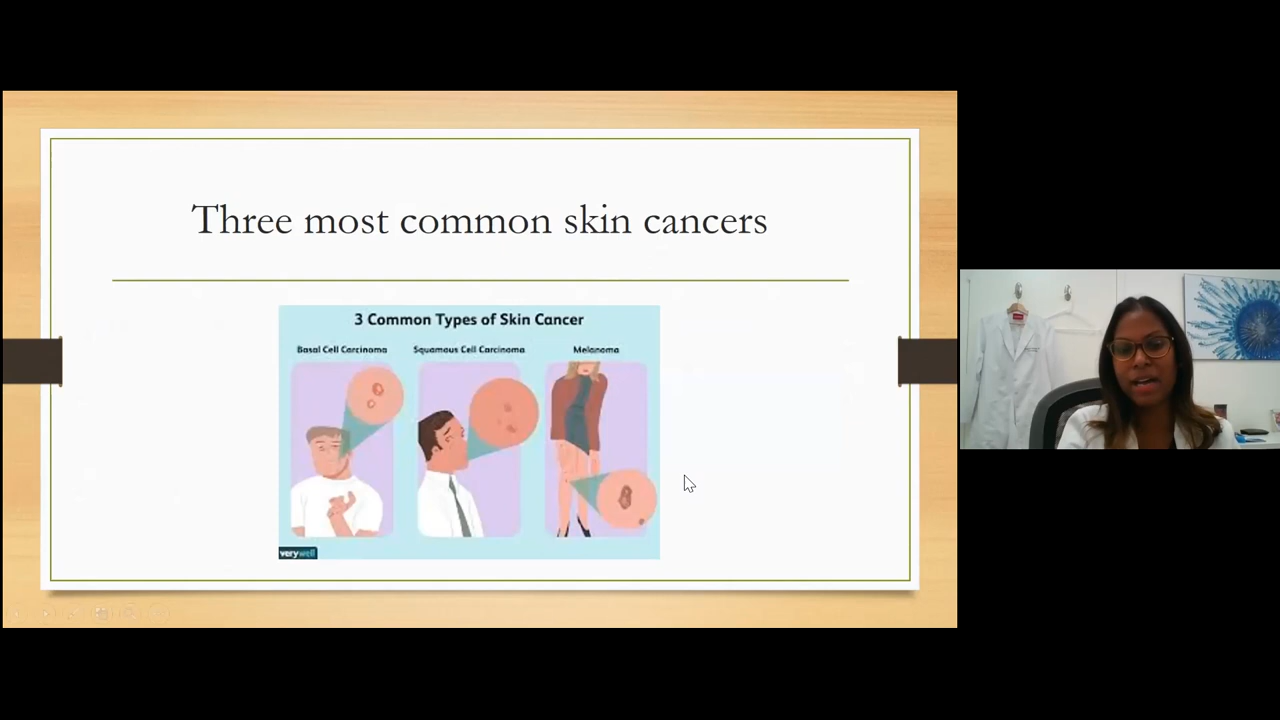 Three most common skin cancers
3 Common Types of Skin Cancer
Basal Cell Carcinoma
Squamous Cell Carcinoma
Melanoma
verywell